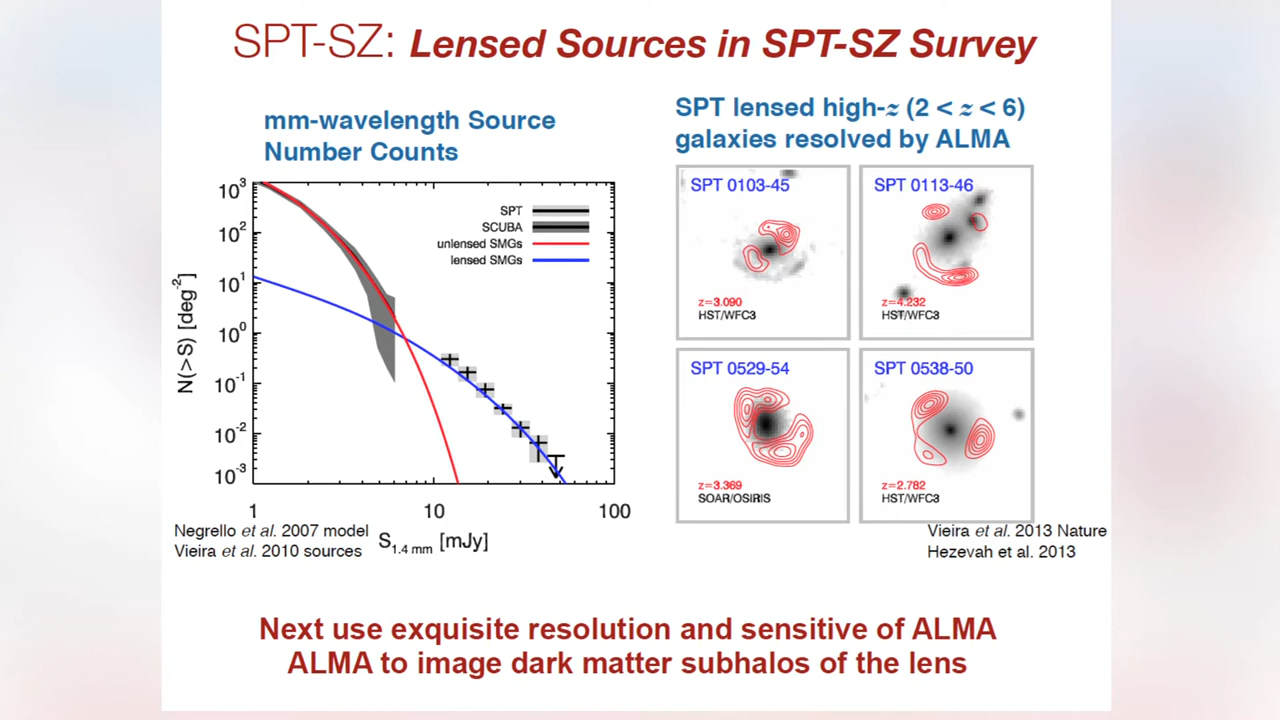 SPT-SZ: Lensed Sources in SPT-SZ Survey
mm-wavelength Source
Number Counts
10³
10²
10¹
10⁰
10⁻¹
10⁻²
10⁻³
N(>S) [deg⁻²]
SPT
SCUBA
unlensed SMGs
lensed SMGs
1
10
100
S1.4 mm [mJy]
Negrello et al. 2007 model
Vieira et al. 2010 sources
SPT lensed high-z (2 < z < 6)
galaxies resolved by ALMA
SPT 0103-45
z=3.090
HST/WFC3
SPT 0113-46
z=4.232
HST/WFC3
SPT 0529-54
z=3.369
SOAR/OSIRIS
SPT 0538-50
z=2.782
HST/WFC3
Vieira et al. 2013 Nature
Hezevah et al. 2013
Next use exquisite resolution and sensitive of ALMA
ALMA to image dark matter subhalos of the lens